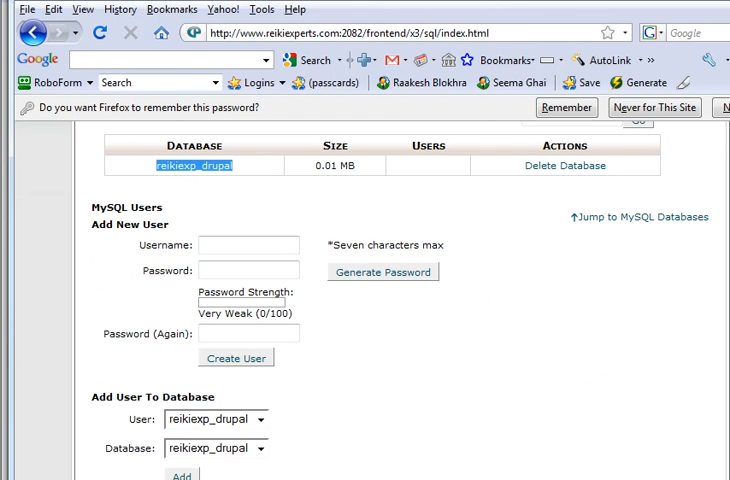 File Edit View History Bookmarks Yahoo! Tools Help
http://www.reikiexperts.com:2082/frontend/x3/sql/index.html
G Google
Google Search Bookmarks AutoLink »
RoboForm Search Logins (passcards) Raakesh Blokhra Seema Ghai Save Generate
Do you want Firefox to remember this password? Remember Never for This Site N
Go
DATABASE SIZE USERS ACTIONS
reikiexp_drupal 0.01 MB Delete Database
MySQL Users
Jump to MySQL Databases
Add New User
Username: *Seven characters max
Password: Generate Password
Password Strength:
Very Weak (0/100)
Password (Again):
Create User
Add User To Database
User: reikiexp_drupal
Database: reikiexp_drupal
Add